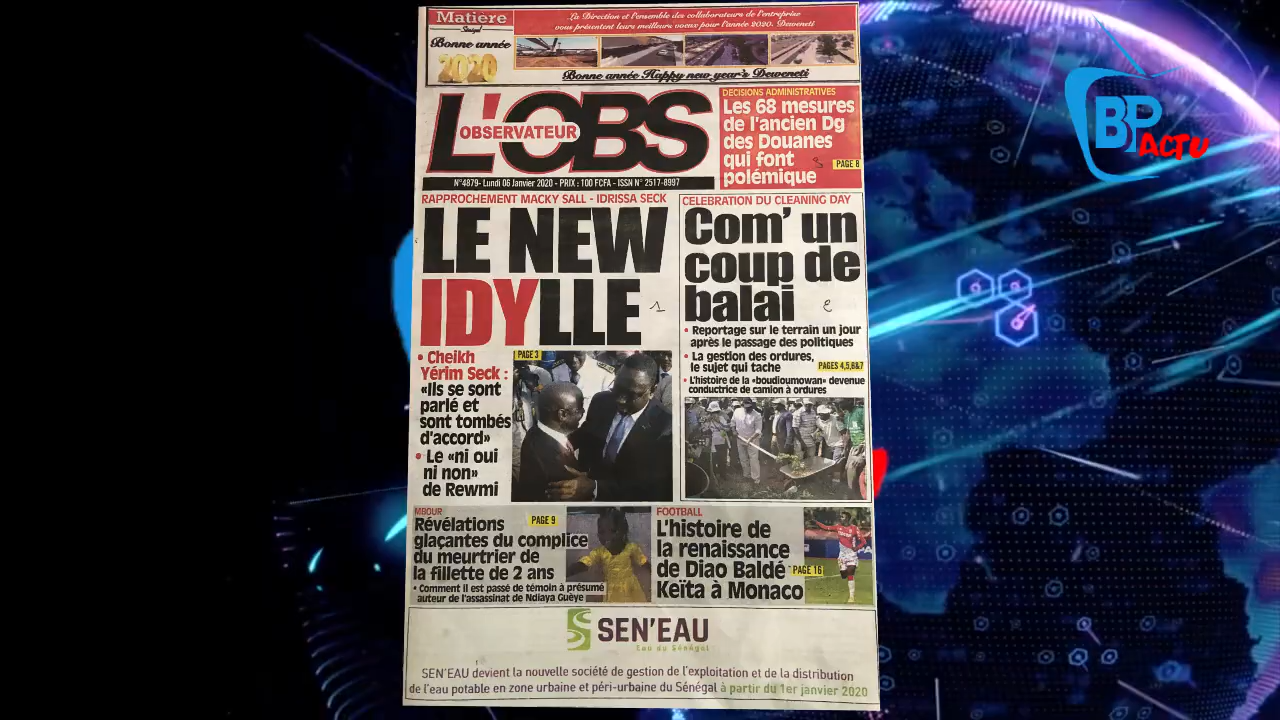 Matière
Sénégal
Bonne année
2020
La Direction et l'ensemble des collaborateurs de l'entreprise
vous présentent leurs meilleurs vœux pour l'année 2020. Deweneti
Bonne année Happy new year's Deweneti
L'OBS
OBSERVATEUR
N°4879- Lundi 06 Janvier 2020 - PRIX : 100 FCFA - ISSN N° 2517-8997
DECISIONS ADMINISTRATIVES
Les 68 mesures
de l'ancien Dg
des Douanes
qui font
polémique
PAGE 8
RAPPROCHEMENT MACKY SALL - IDRISSA SECK
LE NEW
IDYLLE
1
PAGE 3
• Cheikh
Yérim Seck :
«Ils se sont
parlé et
sont tombés
d'accord»
• Le «ni oui
ni non»
de Rewmi
CELEBRATION DU CLEANING DAY
Com' un
coup de
balai
• Reportage sur le terrain un jour
après le passage des politiques
• La gestion des ordures,
le sujet qui tache
PAGES 4,5,6&7
• L'histoire de la «boudioumowan» devenue
conductrice de camion à ordures
MBOUR
Révélations
PAGE 9
glaçantes du complice
du meurtrier de
la fillette de 2 ans
• Comment il est passé de témoin à présumé
auteur de l'assassinat de Ndiaya Guèye
FOOTBALL
L'histoire de
la renaissance
de Diao Baldé
PAGE 16
Keïta à Monaco
SEN'EAU
Eau du Sénégal
SEN'EAU devient la nouvelle société de gestion de l'exploitation et de la distribution
de l'eau potable en zone urbaine et péri-urbaine du Sénégal à partir du 1er janvier 2020
BP
ACTU